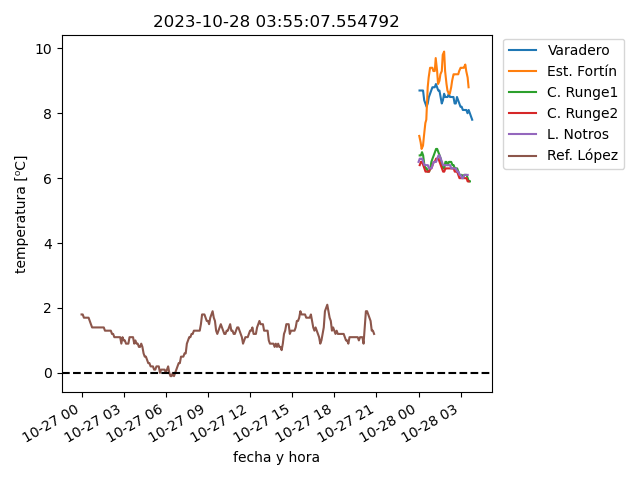 2023-10-28 03:55:07.554792
temperatura [ºC]
10
8
6
4
2
0
10-27 00
10-27 03
10-27 06
10-27 09
10-27 12
10-27 15
10-27 18
10-27 21
10-28 00
10-28 03
fecha y hora
Varadero
Est. Fortín
C. Runge1
C. Runge2
L. Notros
Ref. López